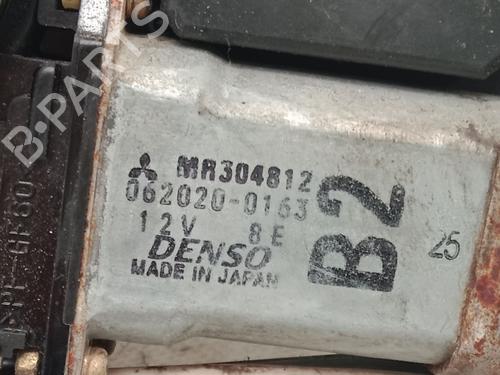 MR304812
062020-0163
12V 8E
DENSO
MADE IN JAPAN
B2
25
B-PARTS